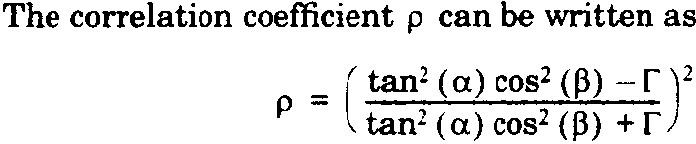 The correlation coefficient ρ can be written as
ρ = ( tan² (α) cos² (β) − Γ / tan² (α) cos² (β) + Γ )²